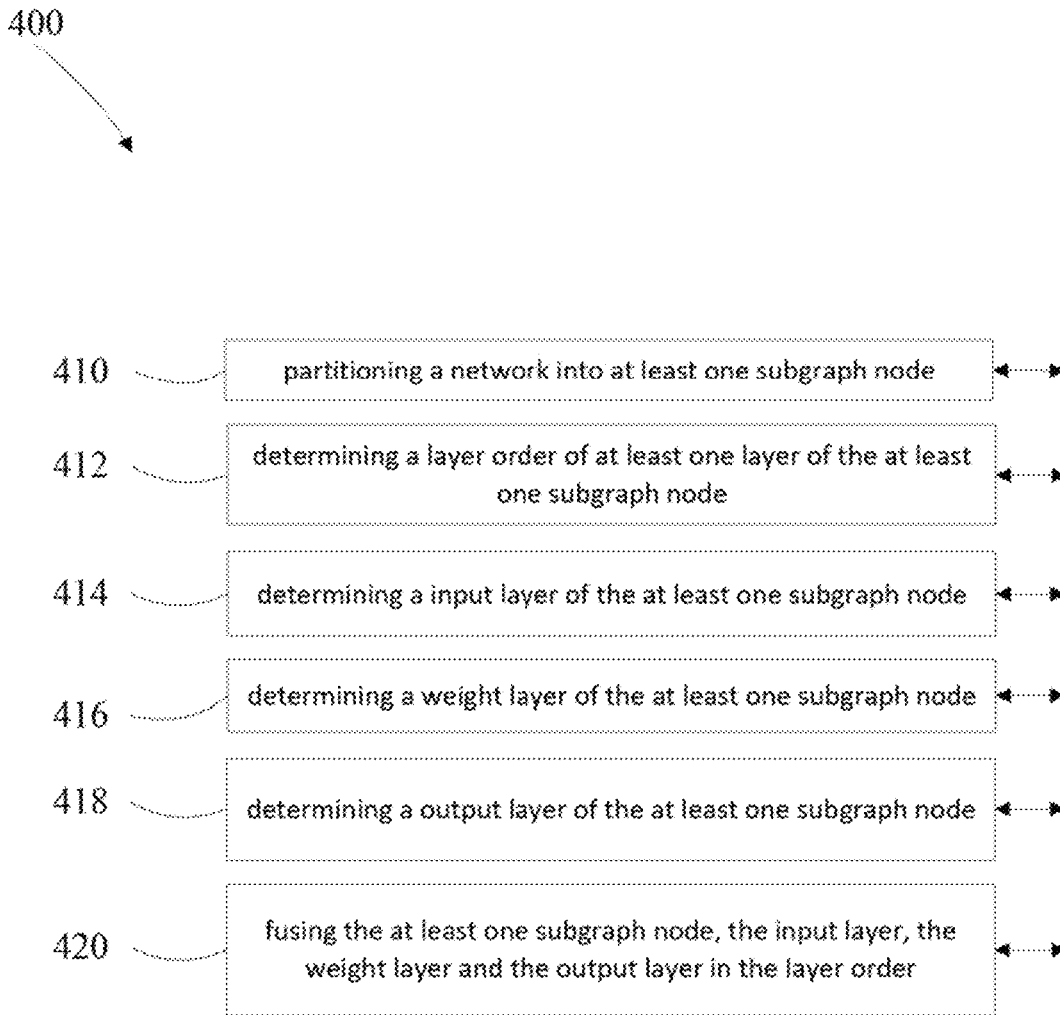 400
410 partitioning a network into at least one subgraph node
412 determining a layer order of at least one layer of the at least
one subgraph node
414 determining a input layer of the at least one subgraph node
416 determining a weight layer of the at least one subgraph node
418 determining a output layer of the at least one subgraph node
420 fusing the at least one subgraph node, the input layer, the
weight layer and the output layer in the layer order